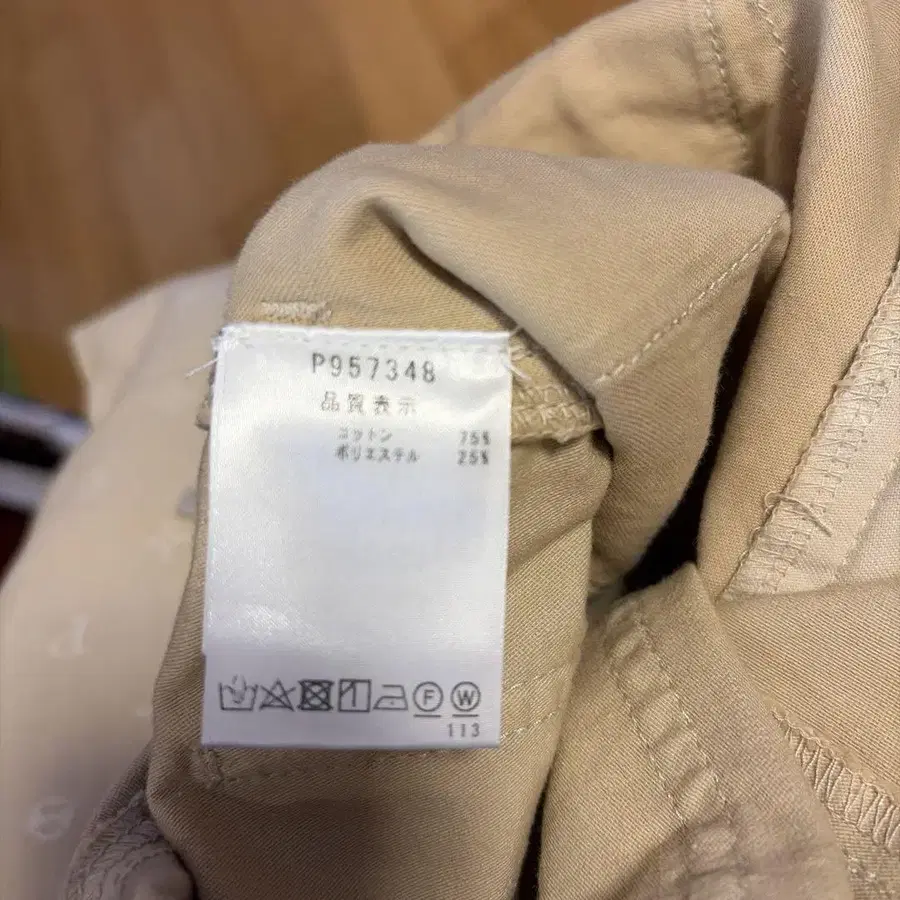 P957348
品質表示
コットン 75%
ポリエステル 25%
F W
113